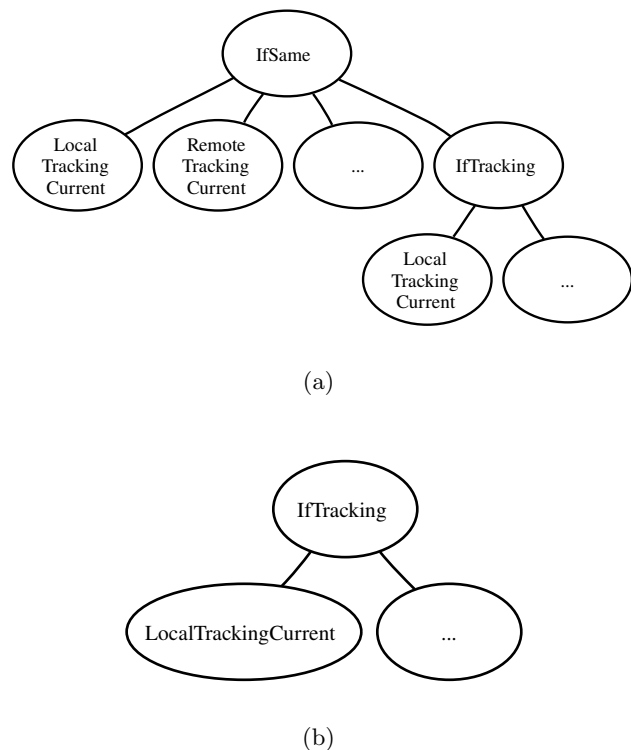 IfSame
Local
Tracking
Current
Remote
Tracking
Current
...
IfTracking
Local
Tracking
Current
...
(a)
IfTracking
LocalTrackingCurrent
...
(b)